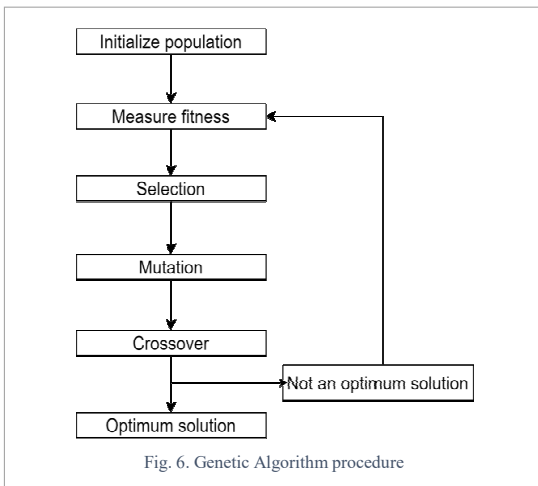 Initialize population
Measure fitness
Selection
Mutation
Crossover
Not an optimum solution
Optimum solution
Fig. 6. Genetic Algorithm procedure